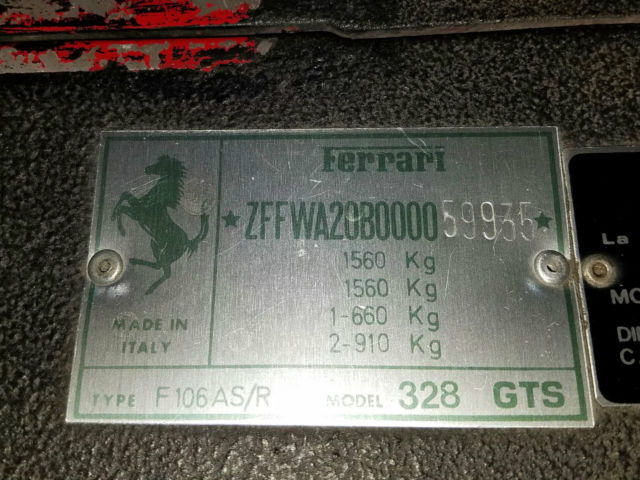 Ferrari
★ZFFWA20B000059935★
1560 Kg
1560 Kg
1-660 Kg
2-910 Kg
MADE IN
ITALY
TYPE F106AS/R MODEL 328 GTS
La
MO
C